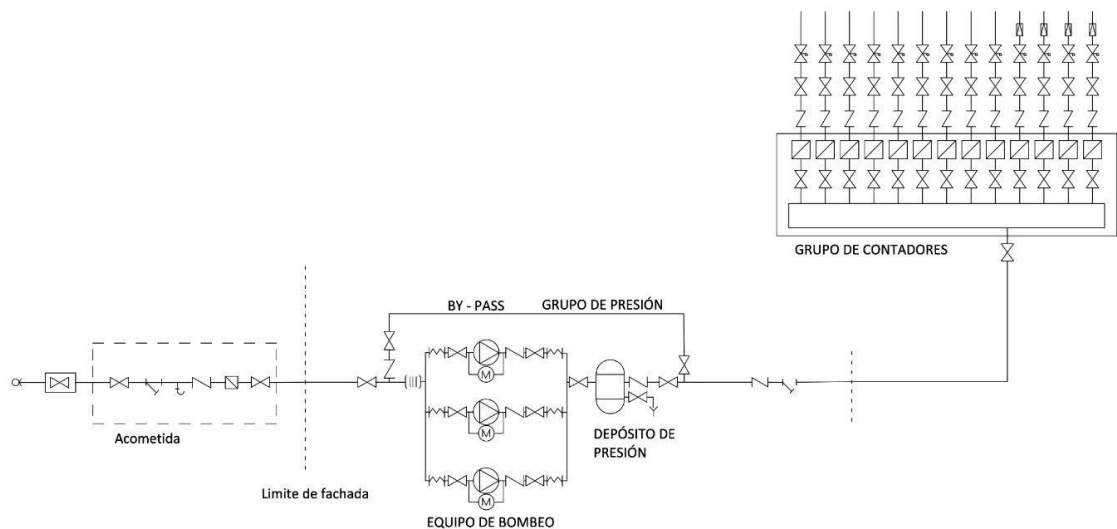 GRUPO DE CONTADORES
BY - PASS
GRUPO DE PRESIÓN
M
M
DEPÓSITO DE
PRESIÓN
Acometida
Limite de fachada
M
EQUIPO DE BOMBEO